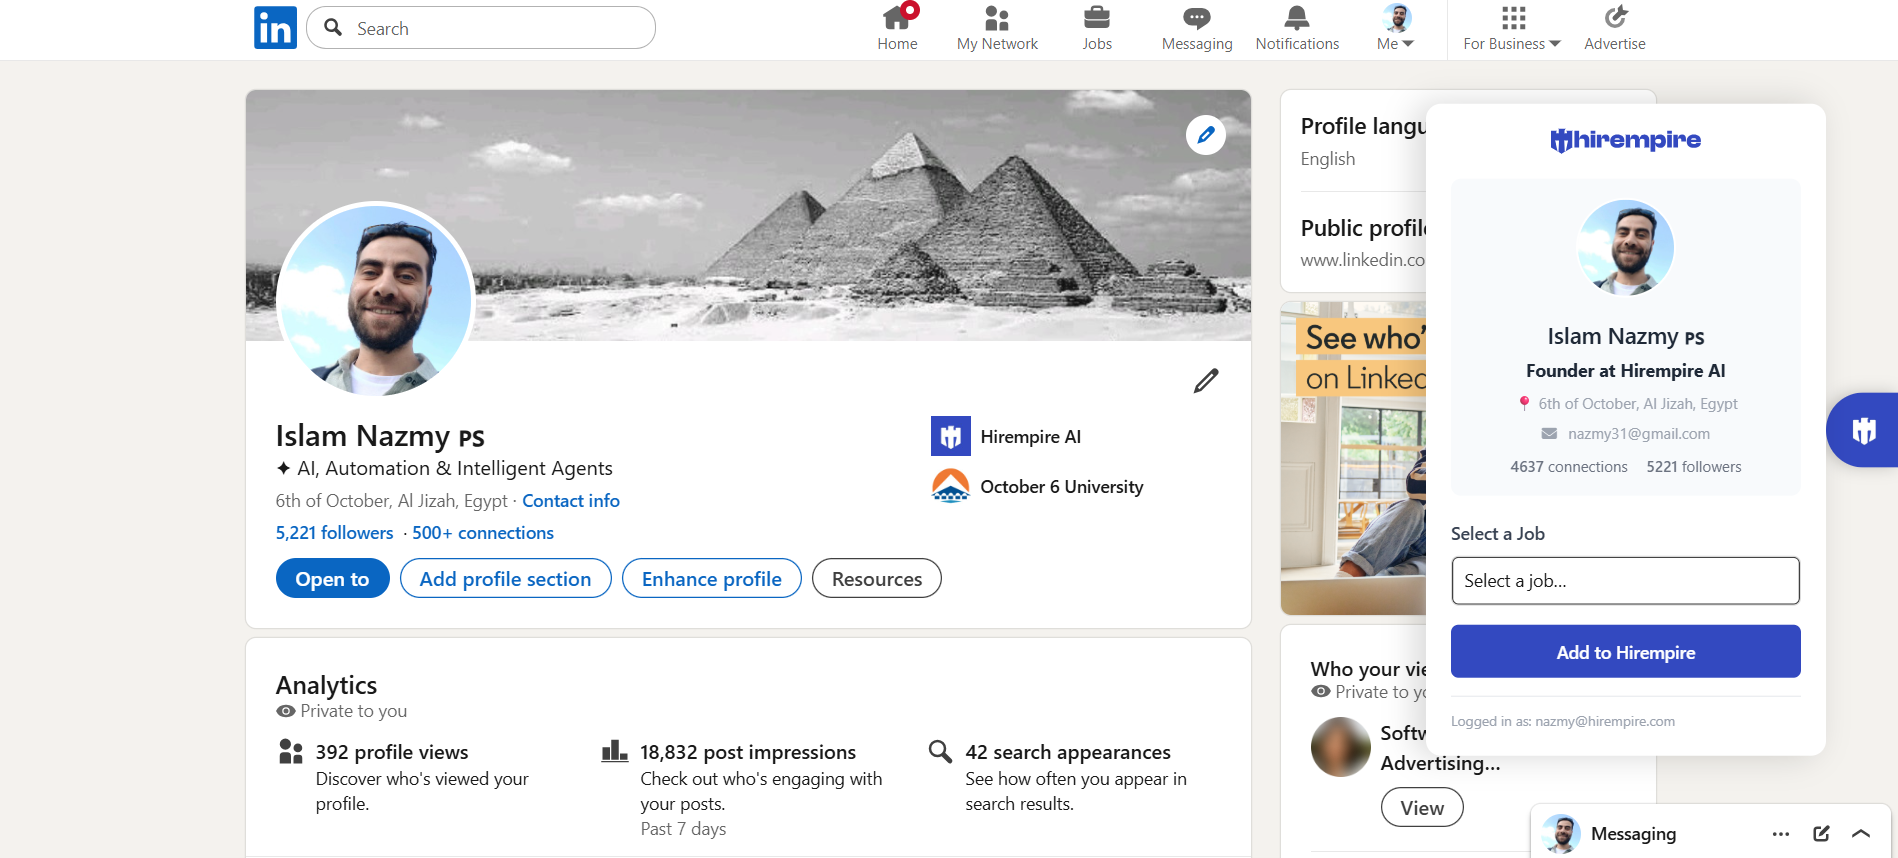 in
Search
Home
My Network
Jobs
Messaging
Notifications
Me
For Business
Advertise
Islam Nazmy PS
✦ AI, Automation & Intelligent Agents
6th of October, Al Jizah, Egypt · Contact info
5,221 followers · 500+ connections
Open to
Add profile section
Enhance profile
Resources
Hirempire AI
October 6 University
Analytics
Private to you
392 profile views
Discover who's viewed your
profile.
18,832 post impressions
Check out who's engaging with
your posts.
Past 7 days
42 search appearances
See how often you appear in
search results.
Profile langu
English
Public profil
www.linkedin.co
See who'
on Linked
Who your vie
Private to yo
Softw
Advertising...
View
hirempire
Islam Nazmy PS
Founder at Hirempire AI
6th of October, Al Jizah, Egypt
nazmy31@gmail.com
4637 connections 5221 followers
Select a Job
Select a job...
Add to Hirempire
Logged in as: nazmy@hirempire.com
Messaging